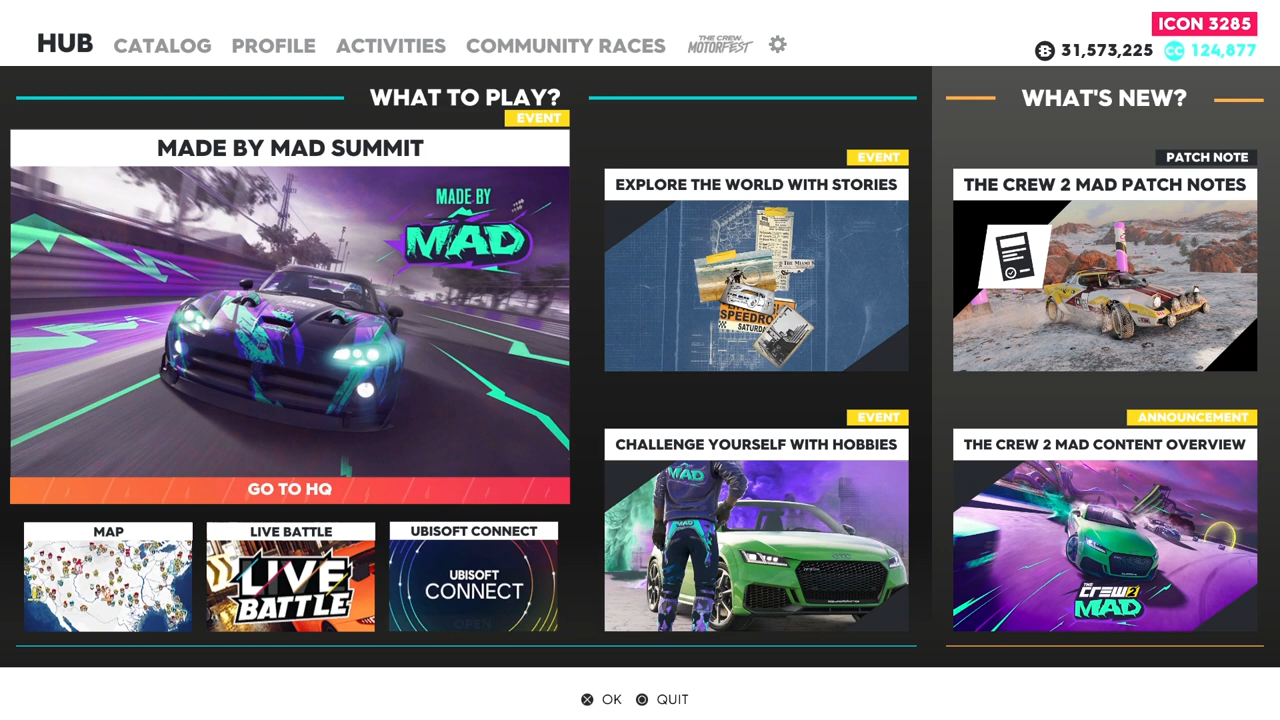 HUB CATALOG PROFILE ACTIVITIES COMMUNITY RACES THE CREW MOTORFEST
ICON 3285
31,573,225 CC 124,877
WHAT TO PLAY?
EVENT
MADE BY MAD SUMMIT
MADE BY
MAD
GO TO HQ
MAP
LIVE BATTLE
LIVE
BATTLE
UBISOFT CONNECT
UBISOFT
CONNECT
OPEN
EVENT
EXPLORE THE WORLD WITH STORIES
SPEEDRO
SATURDA
EVENT
CHALLENGE YOURSELF WITH HOBBIES
MAD
MAD
WHAT'S NEW?
PATCH NOTE
THE CREW 2 MAD PATCH NOTES
ANNOUNCEMENT
THE CREW 2 MAD CONTENT OVERVIEW
THE
CREW 2
MAD
OK QUIT